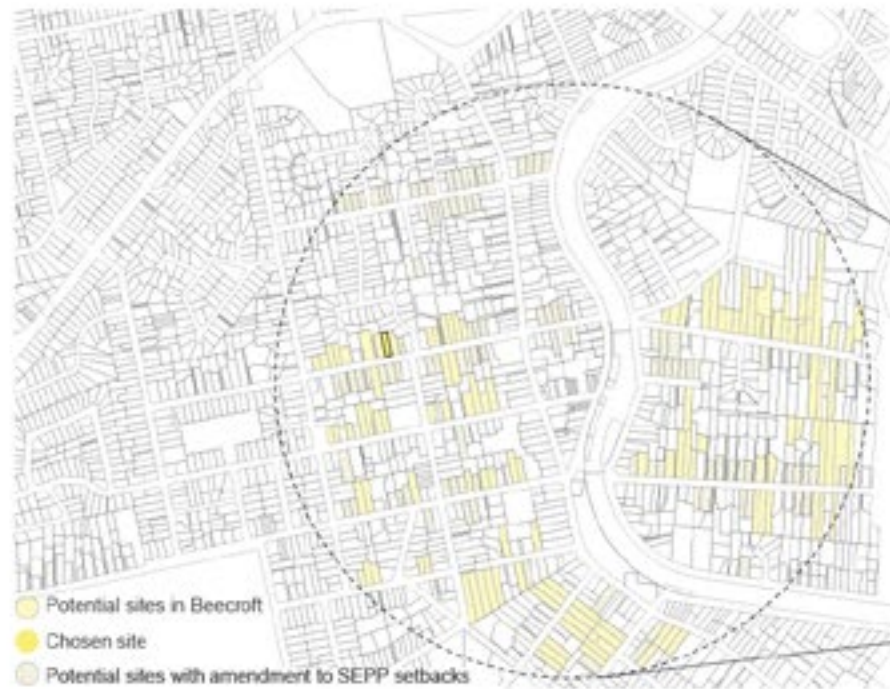 Potential sites in Beecroft
Chosen site
Potential sites with amendment to SEPP setbacks